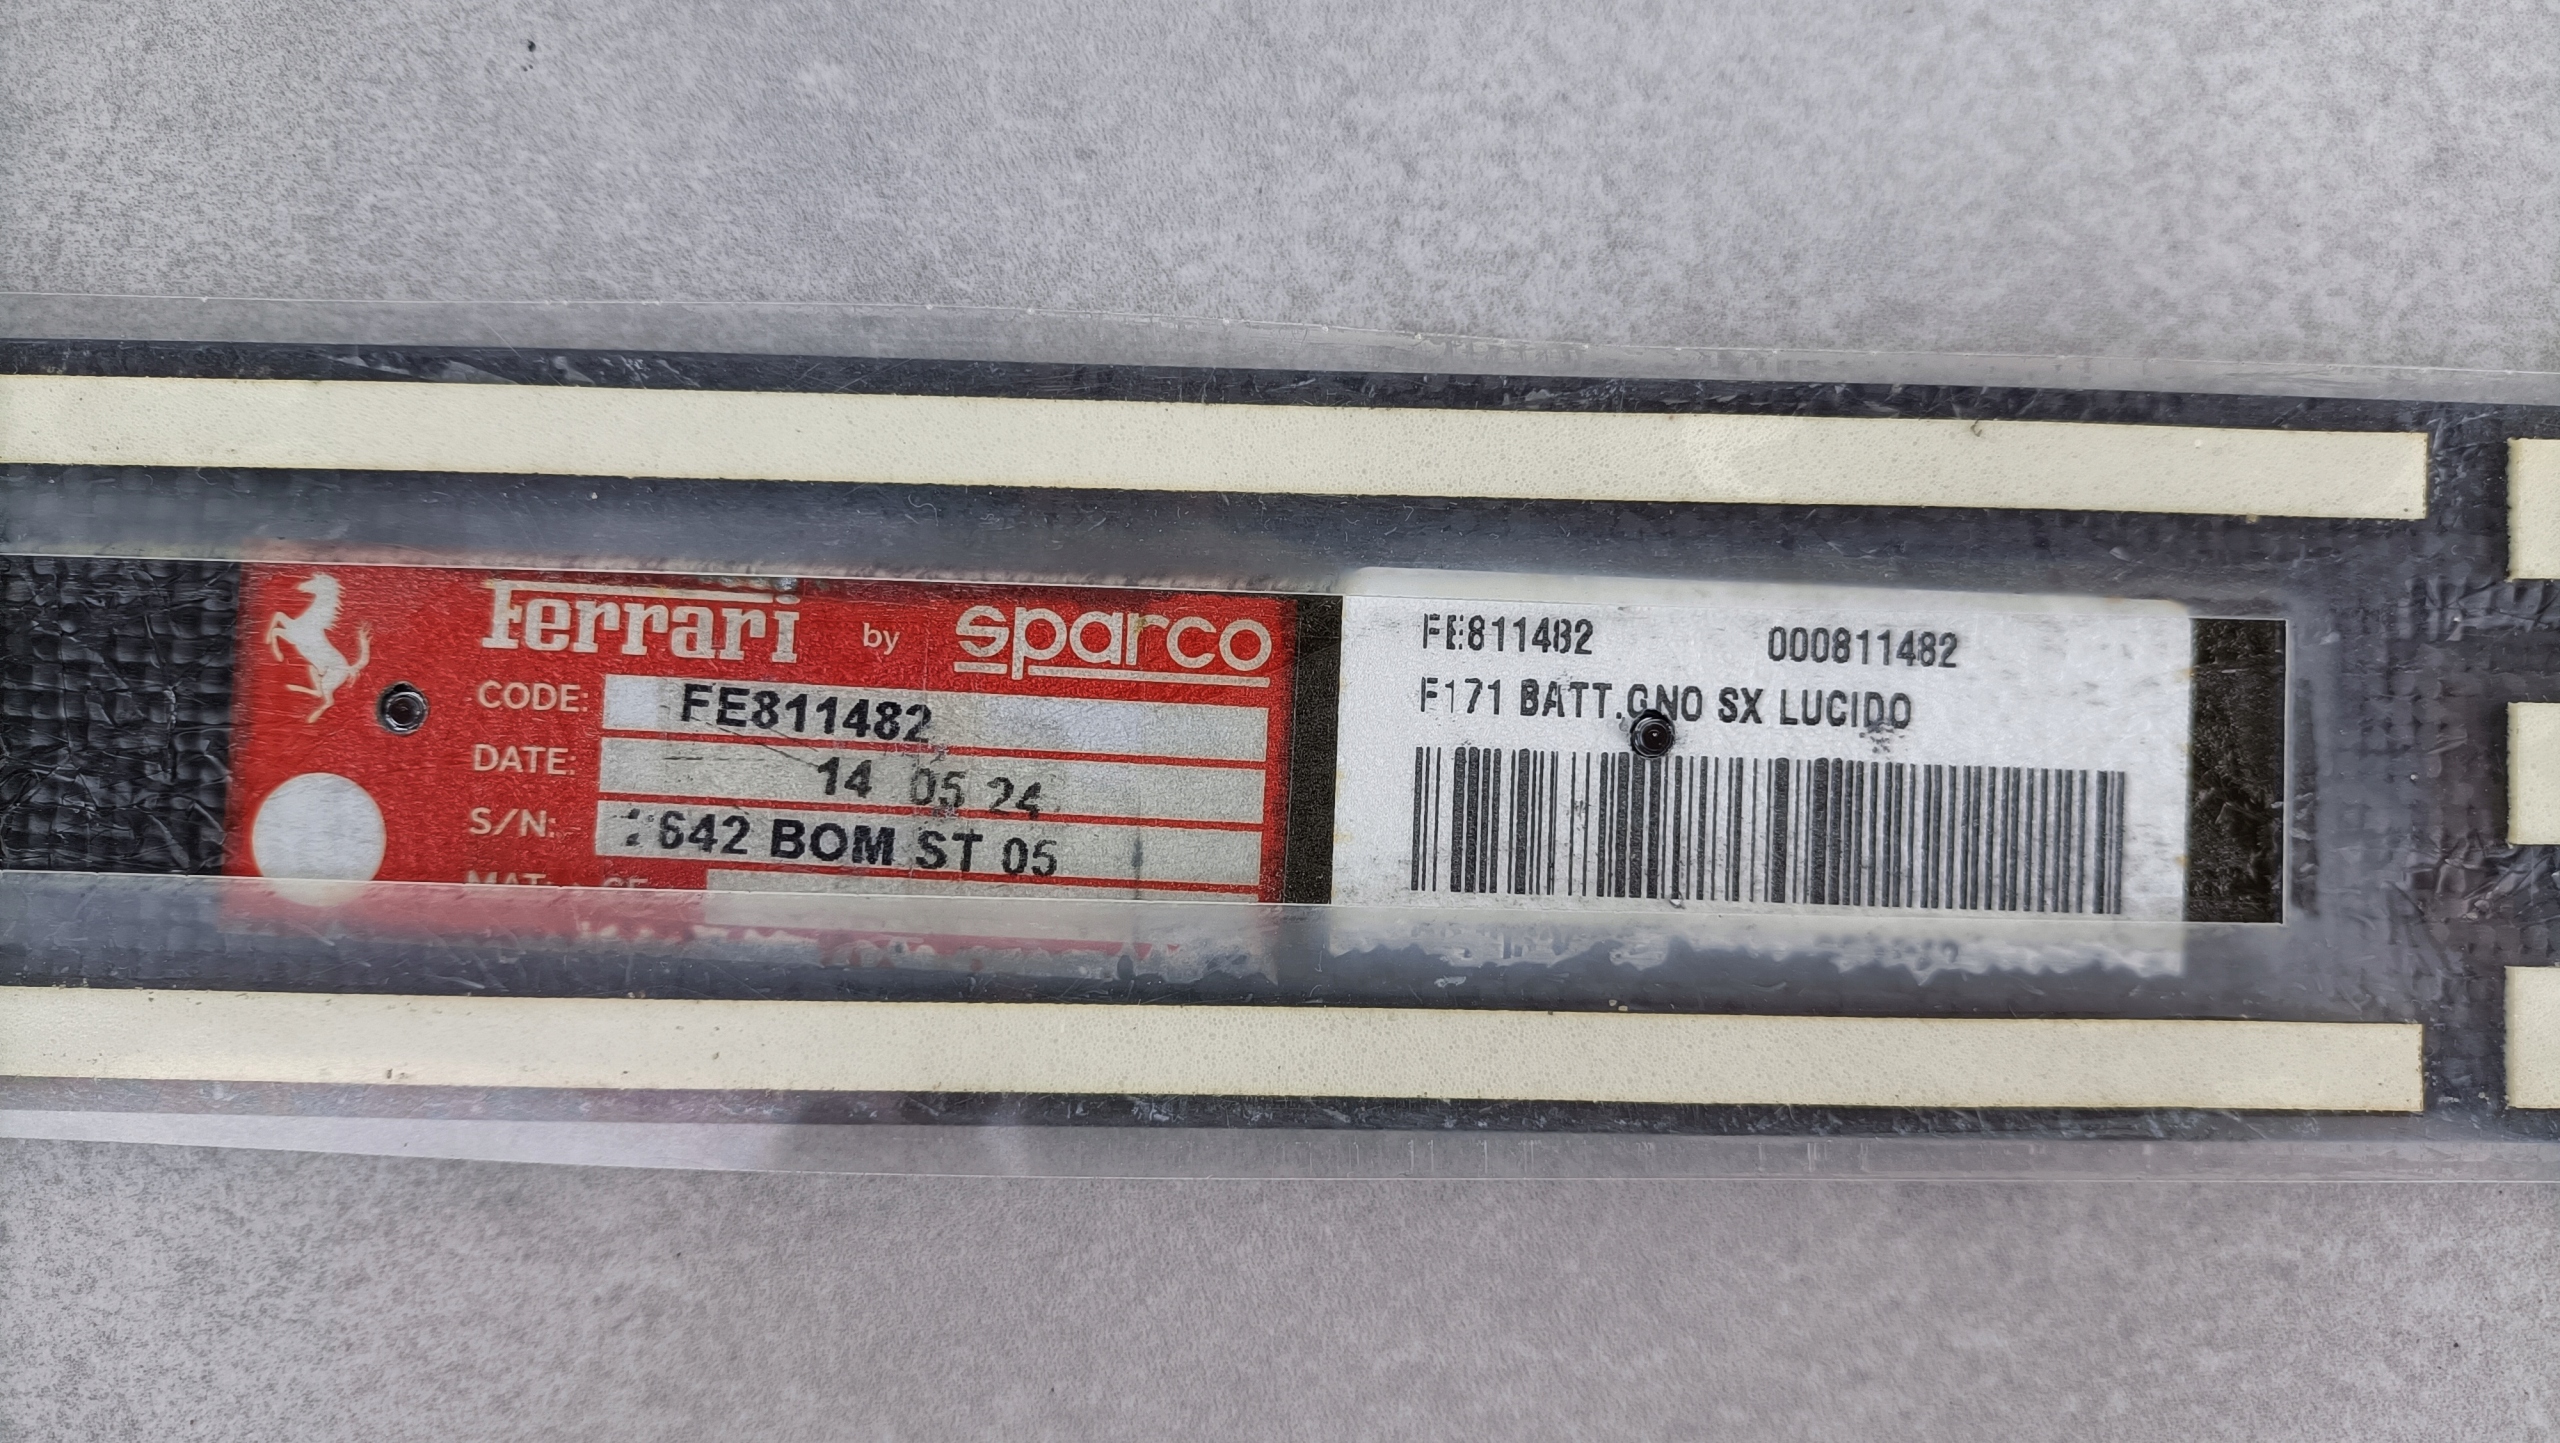 Ferrari by sparco
CODE: FE811482
DATE: 14 05 24
S/N: 642 BOM ST 05
FE811482 000811482
F171 BATT.GNO SX LUCIDO